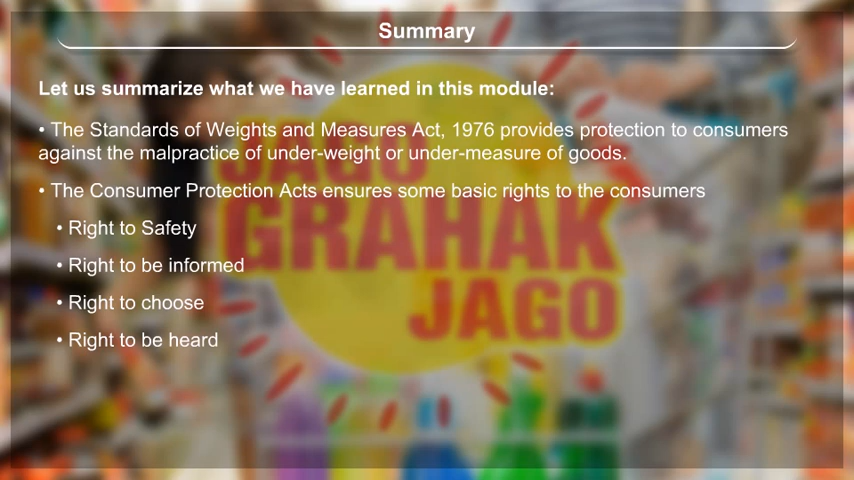 Summary
Let us summarize what we have learned in this module:
• The Standards of Weights and Measures Act, 1976 provides protection to consumers
against the malpractice of under-weight or under-measure of goods.
• The Consumer Protection Acts ensures some basic rights to the consumers
• Right to Safety
• Right to be informed
• Right to choose
• Right to be heard
JAGO
GRAHAK
JAGO